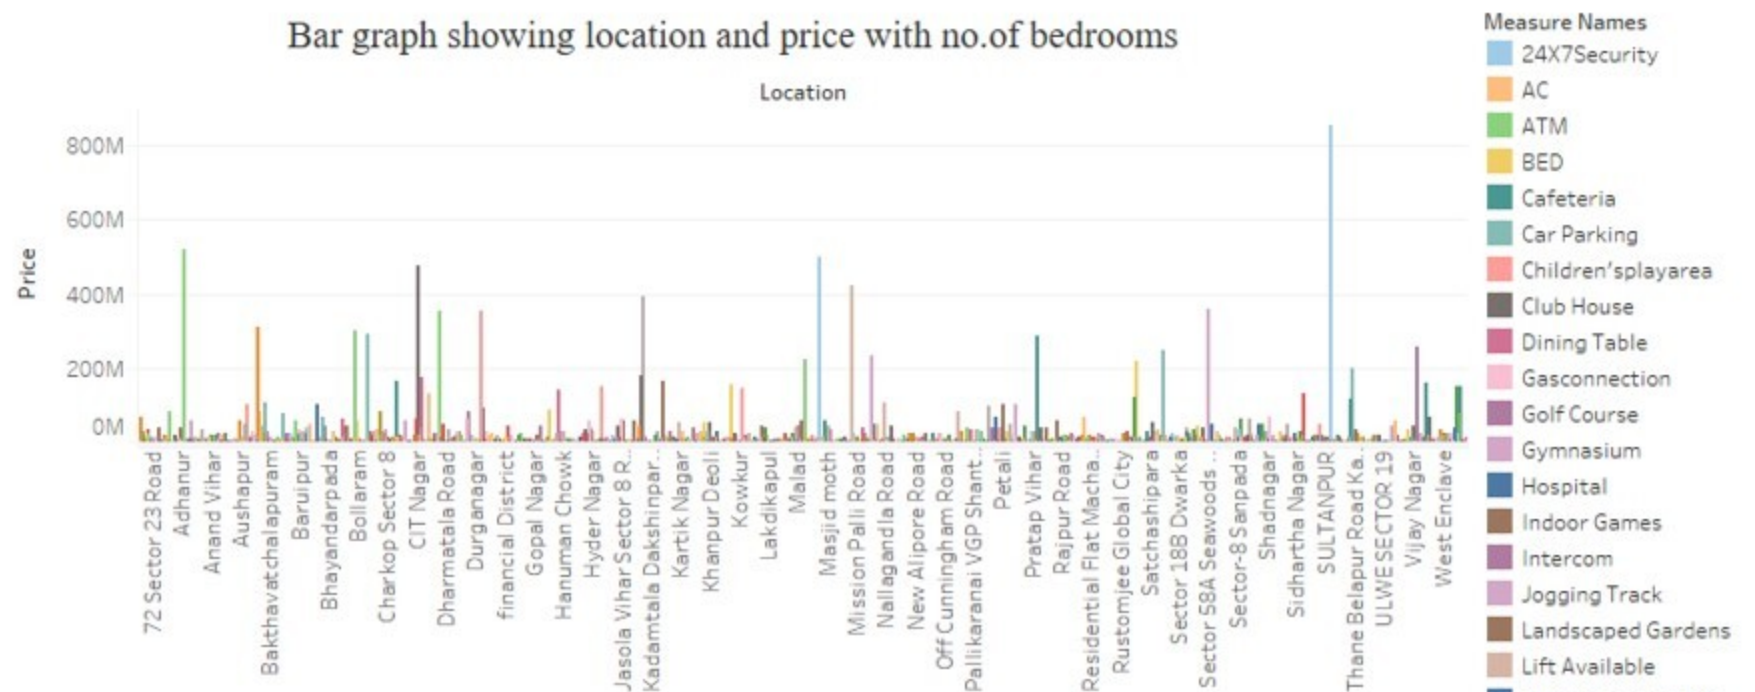 Bar graph showing location and price with no.of bedrooms
Location
Price
800M
600M
400M
200M
0M
72 Sector 23 Road
Adhanur
Anand Vihar
Aushapur
Bakthavatchalapuram
Baruipur
Bhayandarpada
Bollaram
Charkop Sector 8
CIT Nagar
Dharmatala Road
Durganagar
financial District
Gopal Nagar
Hanuman Chowk
Hyder Nagar
Jasola Vihar Sector 8 R..
Kadamtala Dakshinpar..
Kartik Nagar
Khanpur Deoli
Kowkur
Lakdikapul
Malad
Masjid moth
Mission Palli Road
Nallagandla Road
New Alipore Road
Off Cunningham Road
Pallikaranai VGP Shant..
Petali
Pratap Vihar
Rajpur Road
Residential Flat Macha..
Rustomjee Global City
Satchashipara
Sector 18B Dwarka
Sector 58A Seawoods ..
Sector-8 Sanpada
Shadnagar
Sidhartha Nagar
SULTANPUR
Thane Belapur Road Ka..
ULWE SECTOR 19
Vijay Nagar
West Enclave
Measure Names
24X7Security
AC
ATM
BED
Cafeteria
Car Parking
Children'splayarea
Club House
Dining Table
Gasconnection
Golf Course
Gymnasium
Hospital
Indoor Games
Intercom
Jogging Track
Landscaped Gardens
Lift Available